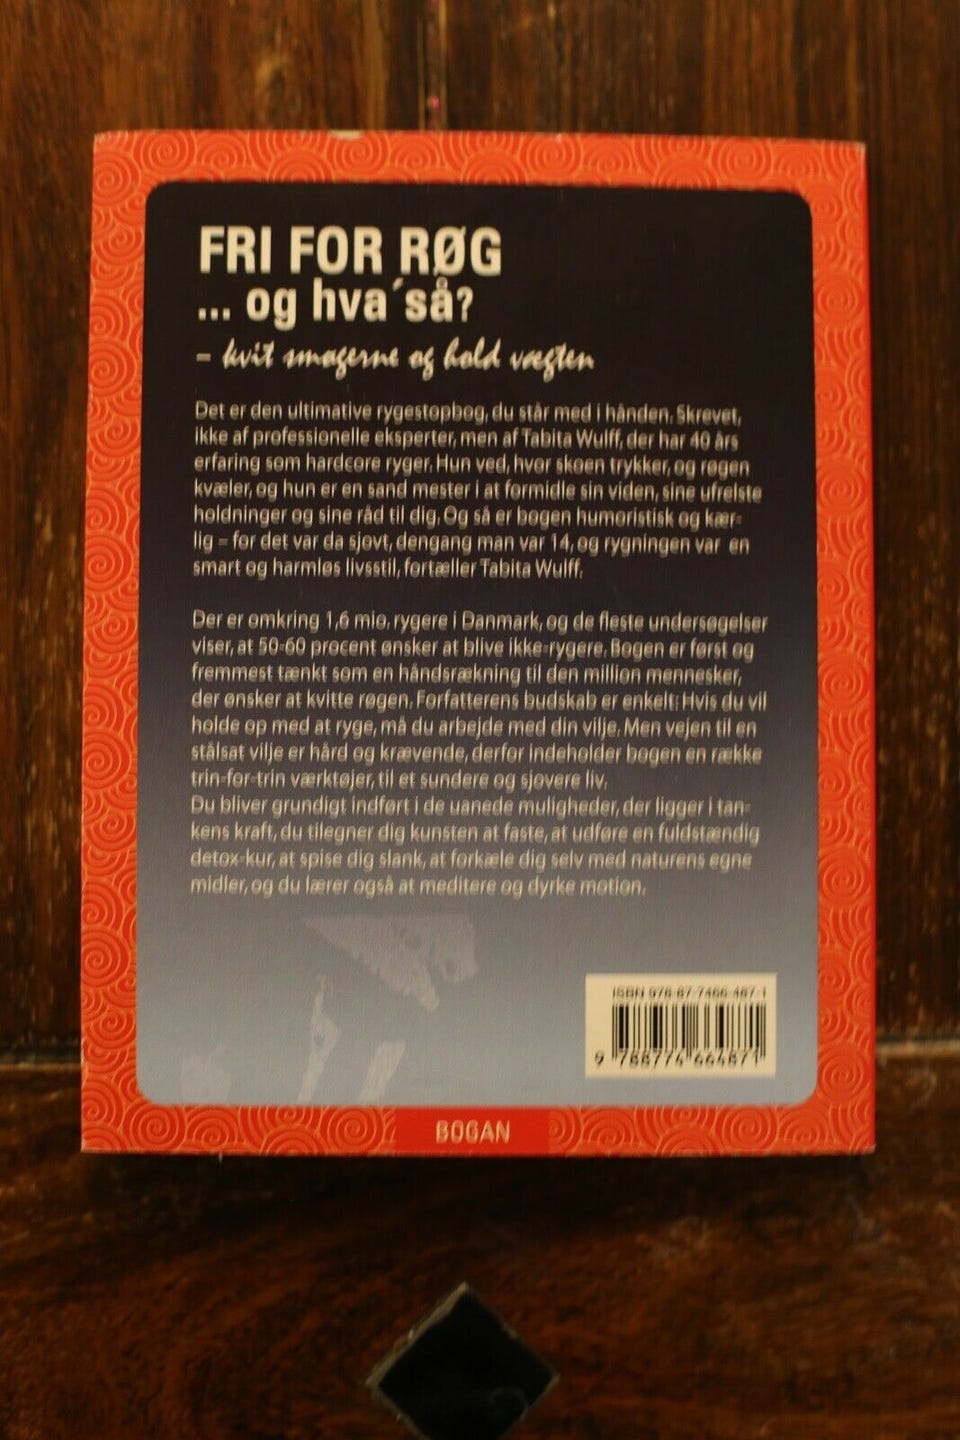 FRI FOR RØG
... og hva´så?
– kvit smøgerne og hold vægten
Det er den ultimative rygestopbog, du står med i hånden. Skrevet,
ikke af professionelle eksperter, men af Tabita Wulff, der har 40 års
erfaring som hardcore ryger. Hun ved, hvor skoen trykker, og røgen
kvæler, og hun er en sand mester i at formidle sin viden, sine ufrelste
holdninger og sine råd til dig. Og så er bogen humoristisk og kær-
lig – for det var da sjovt, dengang man var 14, og rygningen var en
smart og harmløs livsstil, fortæller Tabita Wulff.
Der er omkring 1,6 mio. rygere i Danmark, og de fleste undersøgelser
viser, at 50-60 procent ønsker at blive ikke-rygere. Bogen er først og
fremmest tænkt som en håndsrækning til den million mennesker,
der ønsker at kvitte røgen. Forfatterens budskab er enkelt: Hvis du vil
holde op med at ryge, må du arbejde med din vilje. Men vejen til en
stålsat vilje er hård og krævende, derfor indeholder bogen en række
trin-for-trin værktøjer, til et sundere og sjovere liv.
Du bliver grundigt indført i de uanede muligheder, der ligger i tan-
kens kraft, du tilegner dig kunsten at faste, at udføre en fuldstændig
detox-kur, at spise dig slank, at forkæle dig selv med naturens egne
midler, og du lærer også at meditere og dyrke motion.
ISBN 978-87-7466-487-1
9 788774 664871
BOGAN